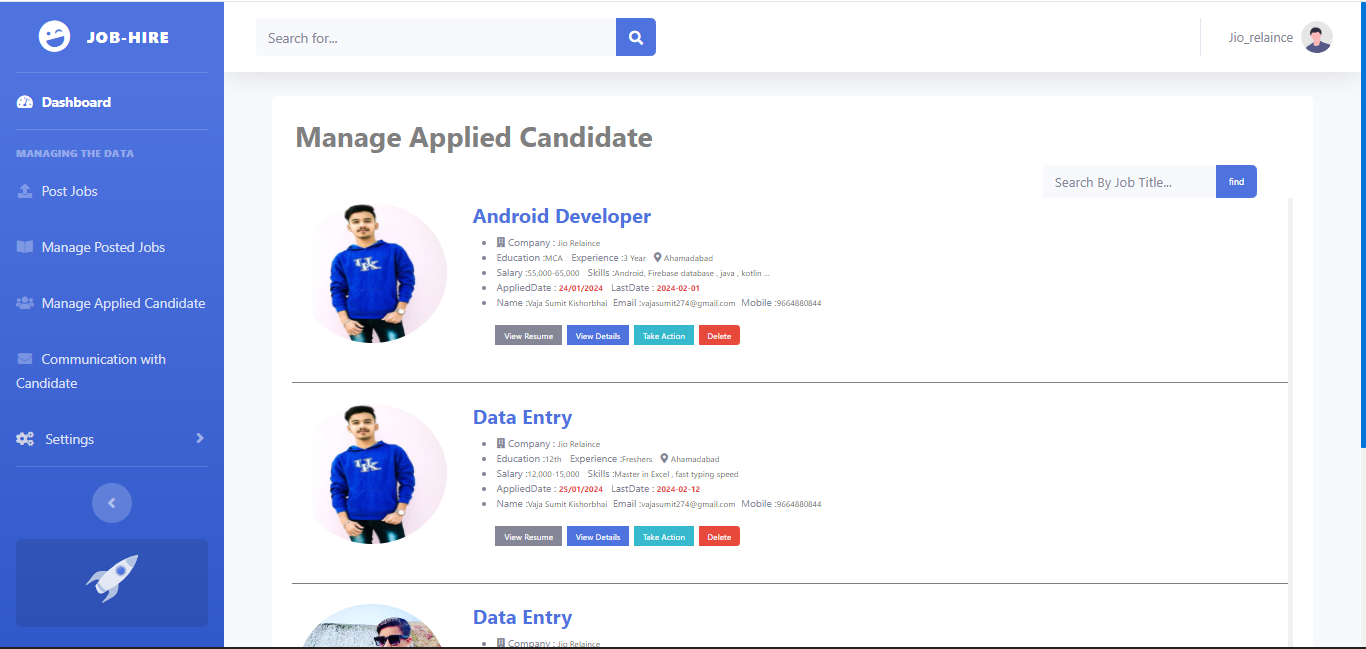 JOB-HIRE
Search for...
Jio_relaince
Dashboard
MANAGING THE DATA
Post Jobs
Manage Posted Jobs
Manage Applied Candidate
Communication with
Candidate
Settings
Manage Applied Candidate
Search By Job Title...
find
Android Developer
Company : Jio Relaince
Education :MCA Experience :3 Year Ahamadabad
Salary :55,000-65,000 Skills :Android, Firebase database , java , kotlin ...
AppliedDate : 24/01/2024 LastDate : 2024-02-01
Name :Vaja Sumit Kishorbhai Email :vajasumit274@gmail.com Mobile :9664880844
View Resume View Details Take Action Delete
UK
Data Entry
Company : Jio Relaince
Education :12th Experience :Freshers Ahamadabad
Salary :12,000-15,000 Skills :Master in Excel , fast typing speed
AppliedDate : 25/01/2024 LastDate : 2024-02-12
Name :Vaja Sumit Kishorbhai Email :vajasumit274@gmail.com Mobile :9664880844
View Resume View Details Take Action Delete
UK
Data Entry
Company : Jio Relaince